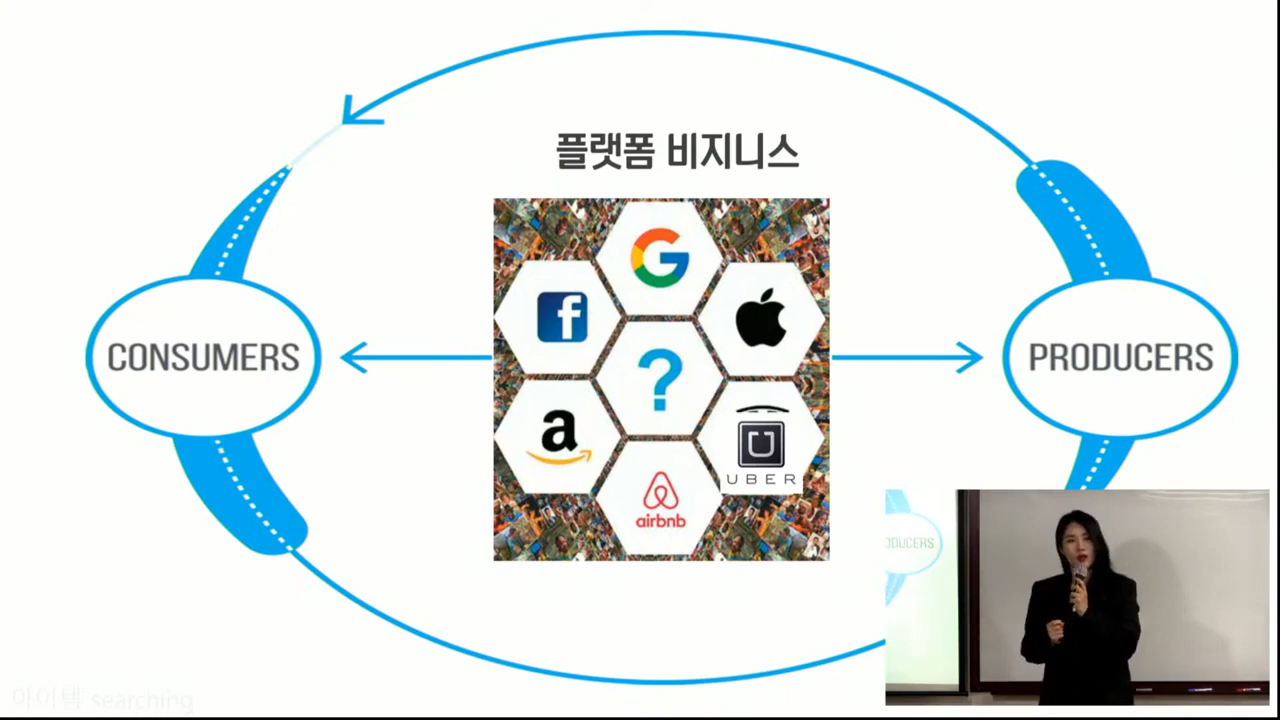 플랫폼 비지니스
CONSUMERS
PRODUCERS
UBER
airbnb
DUCERS
아이템 searching